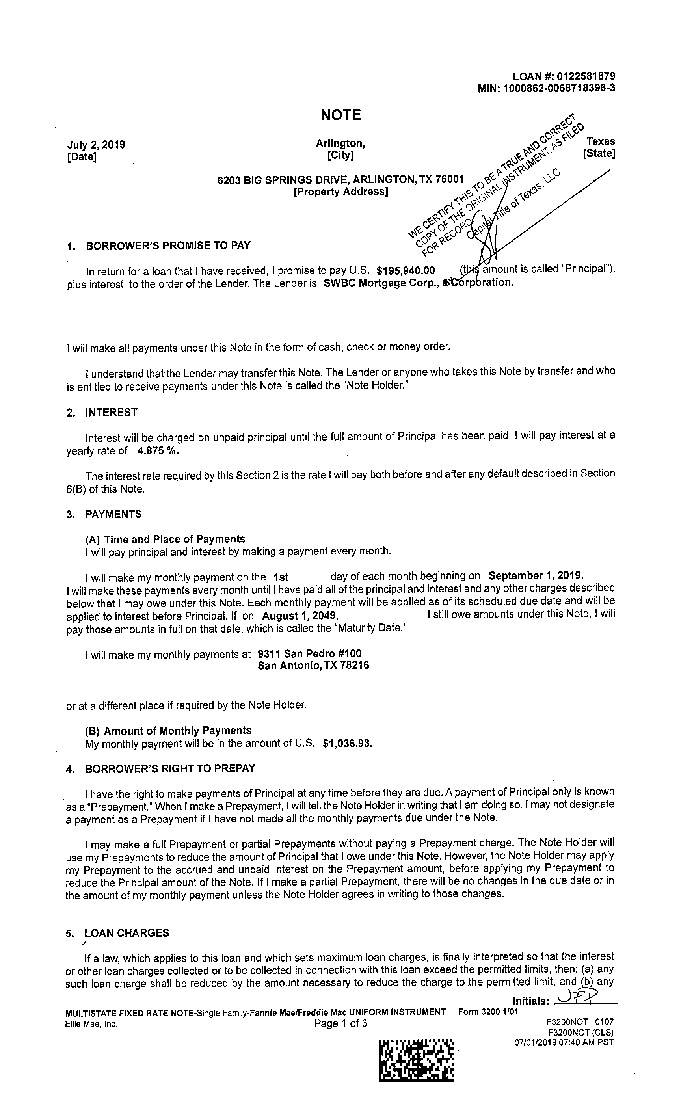 LOAN #: 0122531879
MIN: 1000862-0068718398-3
NOTE
July 2, 2019 Arlington, Texas
[Date] [City] [State]
6203 BIG SPRINGS DRIVE, ARLINGTON, TX 76001
[Property Address]
WE CERTIFY THIS TO BE A TRUE AND CORRECT
COPY OF THE ORIGINAL INSTRUMENT, AS FILED
FOR RECORD
Capital Title of Texas, LLC
1. BORROWER'S PROMISE TO PAY
In return for a loan that I have received, I promise to pay U.S. $195,940.00 (this amount is called "Principal"),
plus interest, to the order of the Lender. The Lender is SWBC Mortgage Corp., a Corporation.
I will make all payments under this Note in the form of cash, check or money order.
I understand that the Lender may transfer this Note. The Lender or anyone who takes this Note by transfer and who
is entitled to receive payments under this Note is called the "Note Holder."
2. INTEREST
Interest will be charged on unpaid principal until the full amount of Principal has been paid. I will pay interest at a
yearly rate of 4.875 %.
The interest rate required by this Section 2 is the rate I will pay both before and after any default described in Section
6(B) of this Note.
3. PAYMENTS
(A) Time and Place of Payments
I will pay principal and interest by making a payment every month.
I will make my monthly payment on the 1st day of each month beginning on September 1, 2019.
I will make these payments every month until I have paid all of the principal and interest and any other charges described
below that I may owe under this Note. Each monthly payment will be applied as of its scheduled due date and will be
applied to interest before Principal. If, on August 1, 2049, I still owe amounts under this Note, I will
pay those amounts in full on that date, which is called the "Maturity Date."
I will make my monthly payments at 9311 San Pedro #100
San Antonio, TX 78216
or at a different place if required by the Note Holder.
(B) Amount of Monthly Payments
My monthly payment will be in the amount of U.S. $1,036.93.
4. BORROWER'S RIGHT TO PREPAY
I have the right to make payments of Principal at any time before they are due. A payment of Principal only is known
as a "Prepayment." When I make a Prepayment, I will tell the Note Holder in writing that I am doing so. I may not designate
a payment as a Prepayment if I have not made all the monthly payments due under the Note.
I may make a full Prepayment or partial Prepayments without paying a Prepayment charge. The Note Holder will
use my Prepayments to reduce the amount of Principal that I owe under this Note. However, the Note Holder may apply
my Prepayment to the accrued and unpaid interest on the Prepayment amount, before applying my Prepayment to
reduce the Principal amount of the Note. If I make a partial Prepayment, there will be no changes in the due date or in
the amount of my monthly payment unless the Note Holder agrees in writing to those changes.
5. LOAN CHARGES
If a law, which applies to this loan and which sets maximum loan charges, is finally interpreted so that the interest
or other loan charges collected or to be collected in connection with this loan exceed the permitted limits, then: (a) any
such loan charge shall be reduced by the amount necessary to reduce the charge to the permitted limit, and (b) any
Initials: JFP
MULTISTATE FIXED RATE NOTE-Single Family-Fannie Mae/Freddie Mac UNIFORM INSTRUMENT Form 3200 1/01
Ellie Mae, Inc. Page 1 of 3 F3200NOT 0107
F3200NOT (CLS)
07/01/2019 07:40 AM PST